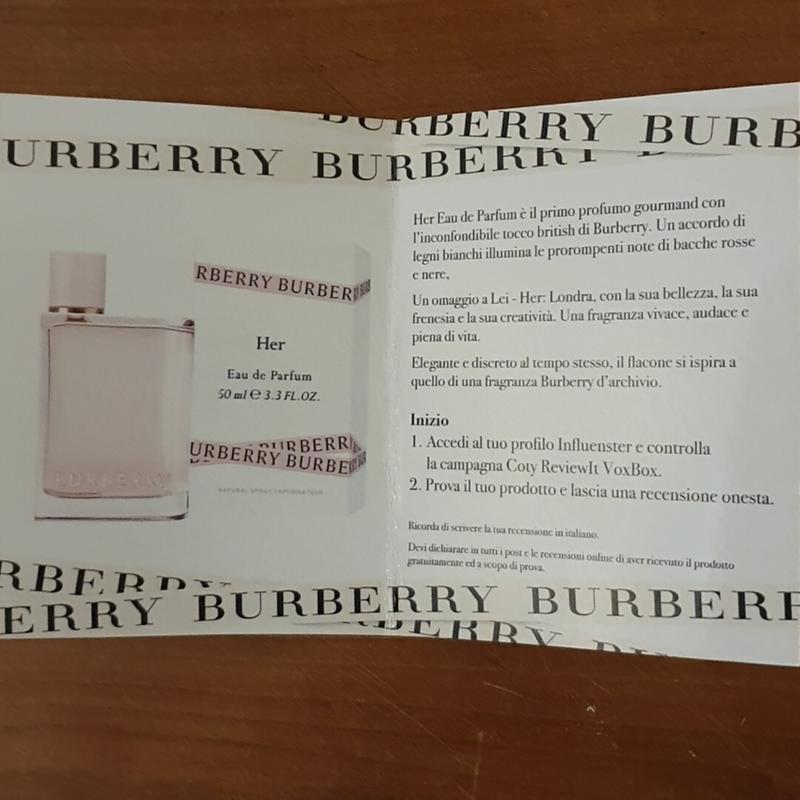 BURBERRY BURB
URBERRY BURBERRY B
RBERRY BURBERRY
Her
Eau de Parfum
50 ml ℮ 3.3 FL.OZ.
BURBERRY
URBERRY BURBE
NATURAL SPRAY VAPORISATEUR
BURBERRY
Her Eau de Parfum è il primo profumo gourmand con
l'inconfondibile tocco british di Burberry. Un accordo di
legni bianchi illumina le prorompenti note di bacche rosse
e nere,
Un omaggio a Lei - Her: Londra, con la sua bellezza, la sua
frenesia e la sua creatività. Una fragranza vivace, audace e
piena di vita.
Elegante e discreto al tempo stesso, il flacone si ispira a
quello di una fragranza Burberry d'archivio.
Inizio
1. Accedi al tuo profilo Influenster e controlla
la campagna Coty ReviewIt VoxBox.
2. Prova il tuo prodotto e lascia una recensione onesta.
Ricorda di scrivere la tua recensione in italiano.
Devi dichiarare in tutti i post e le recensioni online di aver ricevuto il prodotto
gratuitamente ed a scopo di prova.
RBERRY
ERRY BURBERRY BURBERR
BERRY BU